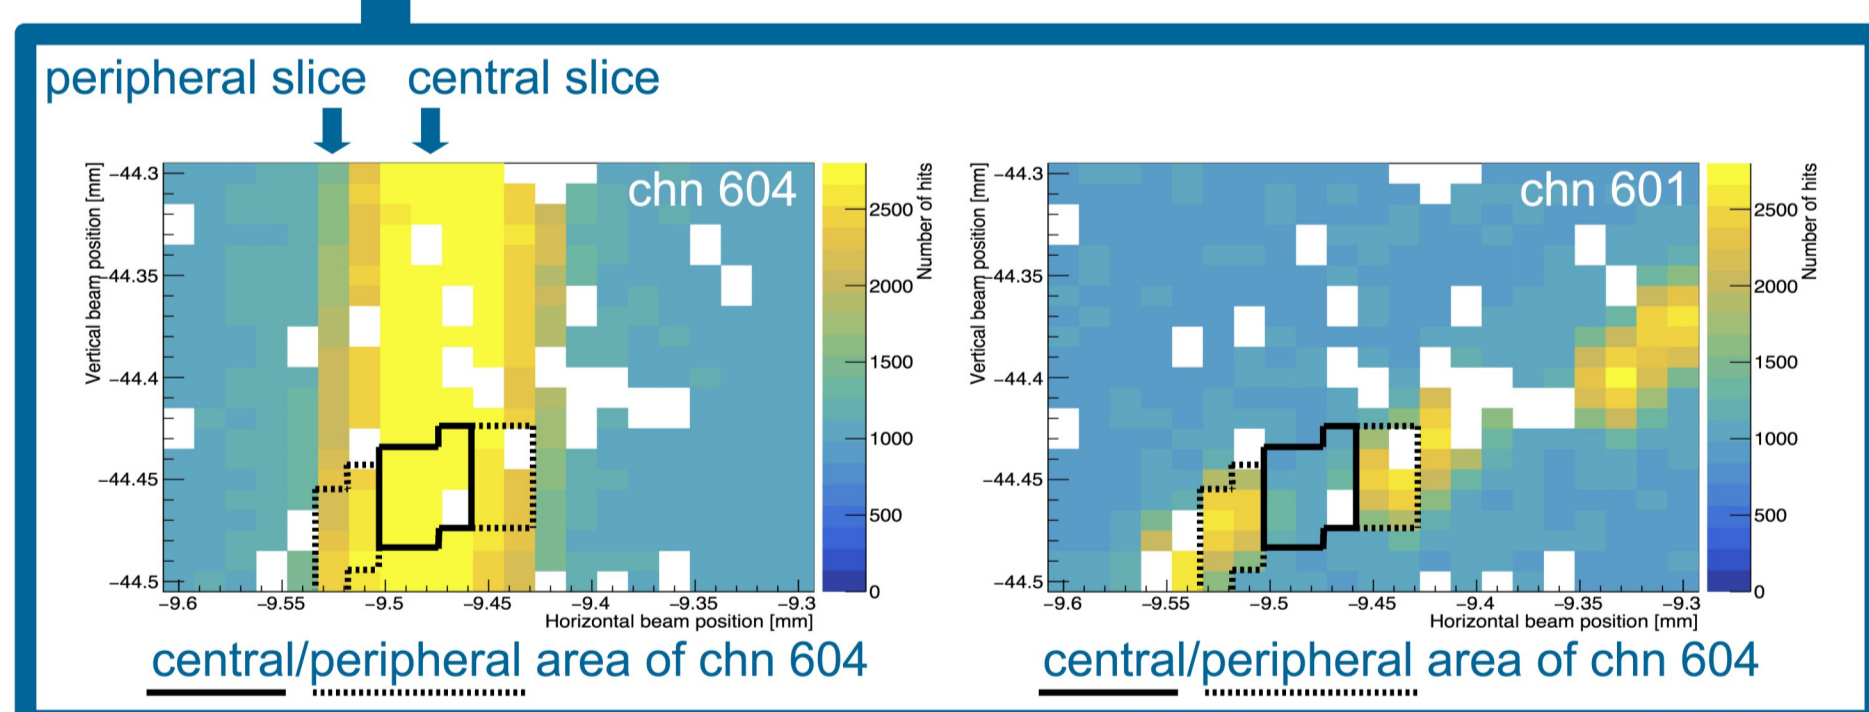 peripheral slice central slice
chn 604
Vertical beam position [mm]
−44.3
−44.35
−44.4
−44.45
−44.5
−9.6 −9.55 −9.5 −9.45 −9.4 −9.35 −9.3
Horizontal beam position [mm]
2500
2000
1500
1000
500
0
Number of hits
central/peripheral area of chn 604
chn 601
Vertical beam position [mm]
−44.3
−44.35
−44.4
−44.45
−44.5
−9.6 −9.55 −9.5 −9.45 −9.4 −9.35 −9.3
Horizontal beam position [mm]
2500
2000
1500
1000
500
0
Number of hits
central/peripheral area of chn 604